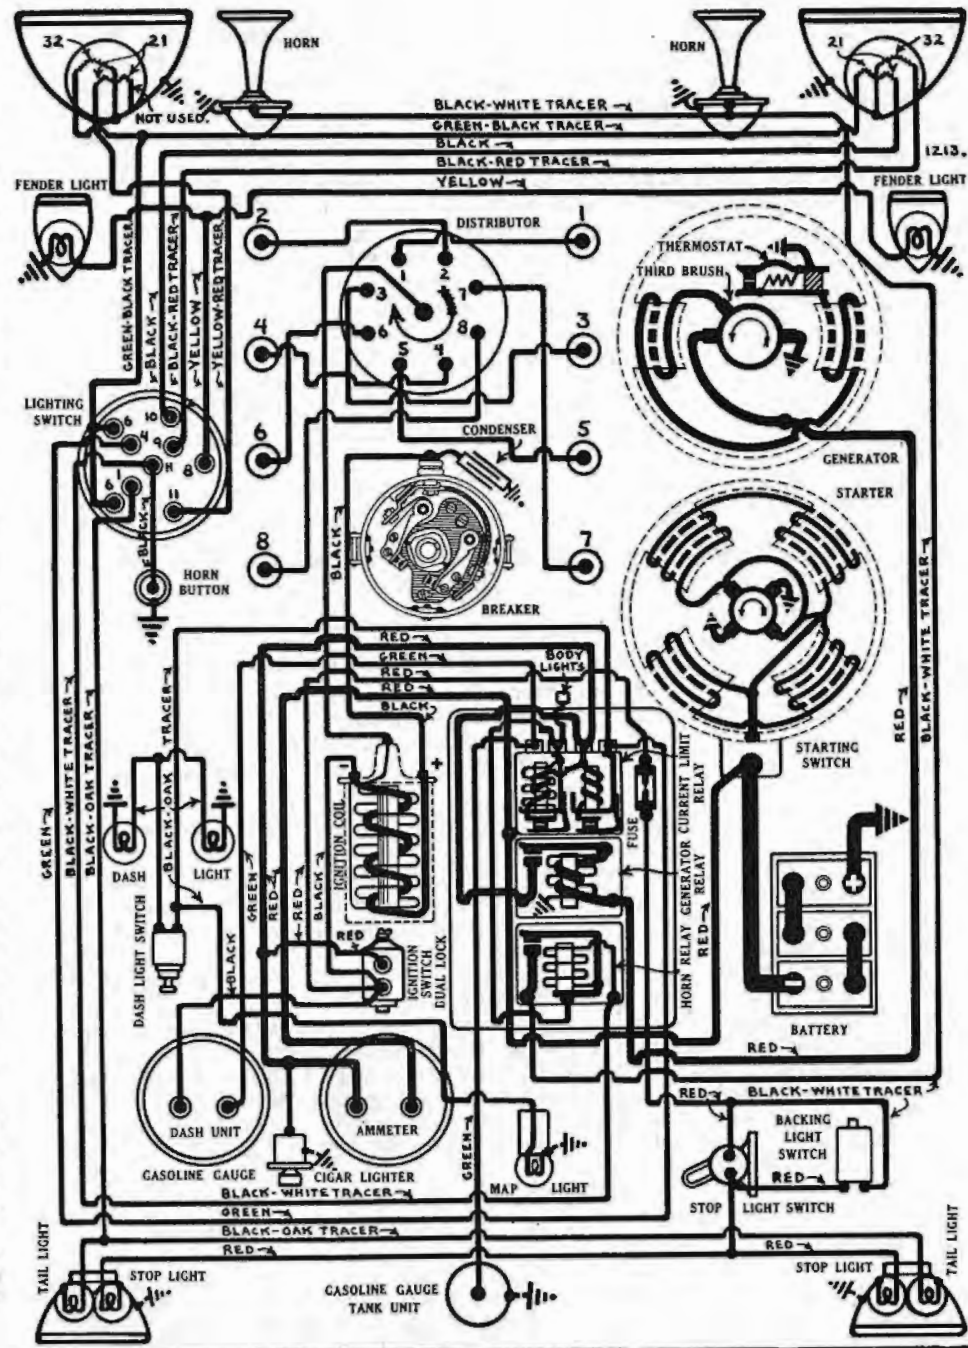 32
21
HORN
HORN
21
32
NOT USED.
BLACK-WHITE TRACER
GREEN-BLACK TRACER
BLACK
BLACK-RED TRACER
YELLOW
1213.
FENDER LIGHT
FENDER LIGHT
2
DISTRIBUTOR
1
THERMOSTAT
THIRD BRUSH
GREEN-BLACK TRACER
BLACK
BLACK-RED TRACER
YELLOW
YELLOW-RED TRACER
1
2
3
7
6
8
5
4
4
3
LIGHTING
SWITCH
6
4
10
9
H
8
1
6
11
6
CONDENSER
5
GENERATOR
STARTER
BLACK
BLACK
8
7
HORN
BUTTON
BREAKER
RED
GREEN
RED
RED
BLACK
BODY
LIGHTS
RED
BLACK-WHITE TRACER
STARTING
SWITCH
GREEN
BLACK-WHITE TRACER
BLACK-OAK TRACER
BLACK-OAK TRACER
DASH
LIGHT
DASH LIGHT SWITCH
GREEN
RED
RED
BLACK
- +
IGNITION COIL
FUSE
HORN RELAY GENERATOR CURRENT LIMIT
RELAY
RELAY
RED
RED
IGNITION
SWITCH
DUAL LOCK
BLACK
BATTERY
RED
DASH UNIT
GASOLINE GAUGE
AMMETER
CIGAR LIGHTER
GREEN
MAP
LIGHT
RED
BLACK-WHITE TRACER
BACKING
LIGHT
SWITCH
RED
STOP
LIGHT SWITCH
BLACK-WHITE TRACER
GREEN
BLACK-OAK TRACER
RED
RED
TAIL LIGHT
STOP LIGHT
GASOLINE GAUGE
TANK UNIT
STOP LIGHT
TAIL LIGHT